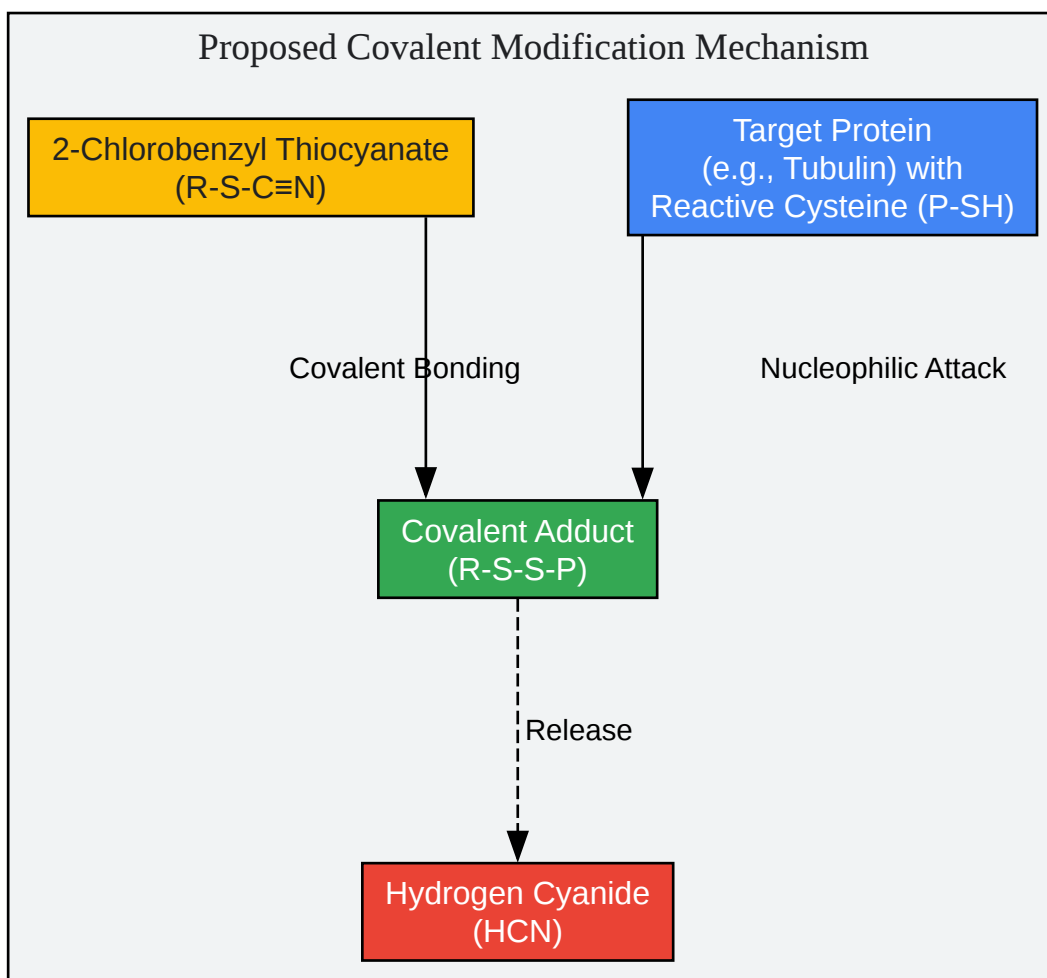 Proposed Covalent Modification Mechanism
2-Chlorobenzyl Thiocyanate
(R-S-C≡N)
Target Protein
(e.g., Tubulin) with
Reactive Cysteine (P-SH)
Covalent Bonding
Nucleophilic Attack
Covalent Adduct
(R-S-S-P)
Release
Hydrogen Cyanide
(HCN)